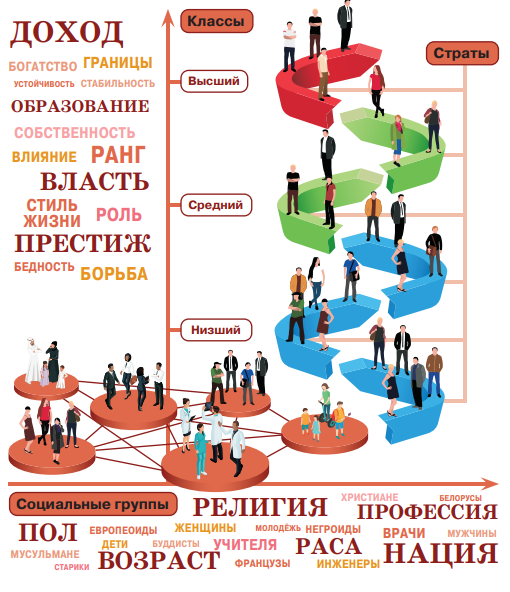 Классы
ДОХОД
Страты
БОГАТСТВО ГРАНИЦЫ
УСТОЙЧИВОСТЬ СТАБИЛЬНОСТЬ
Высший
ОБРАЗОВАНИЕ
СОБСТВЕННОСТЬ
ВЛИЯНИЕ РАНГ
ВЛАСТЬ
СТИЛЬ
ЖИЗНИ
РОЛЬ
Средний
ПРЕСТИЖ
БЕДНОСТЬ БОРЬБА
Низший
Социальные группы
РЕЛИГИЯ ХРИСТИАНЕ БЕЛОРУСЫ
ПРОФЕССИЯ
ПОЛ ЕВРОПЕОИДЫ ЖЕНЩИНЫ МОЛОДЁЖЬ НЕГРОИДЫ ВРАЧИ МУЖЧИНЫ
ДЕТИ БУДДИСТЫ УЧИТЕЛЯ РАСА
МУСУЛЬМАНЕ ВОЗРАСТ НАЦИЯ
СТАРИКИ ФРАНЦУЗЫ ИНЖЕНЕРЫ